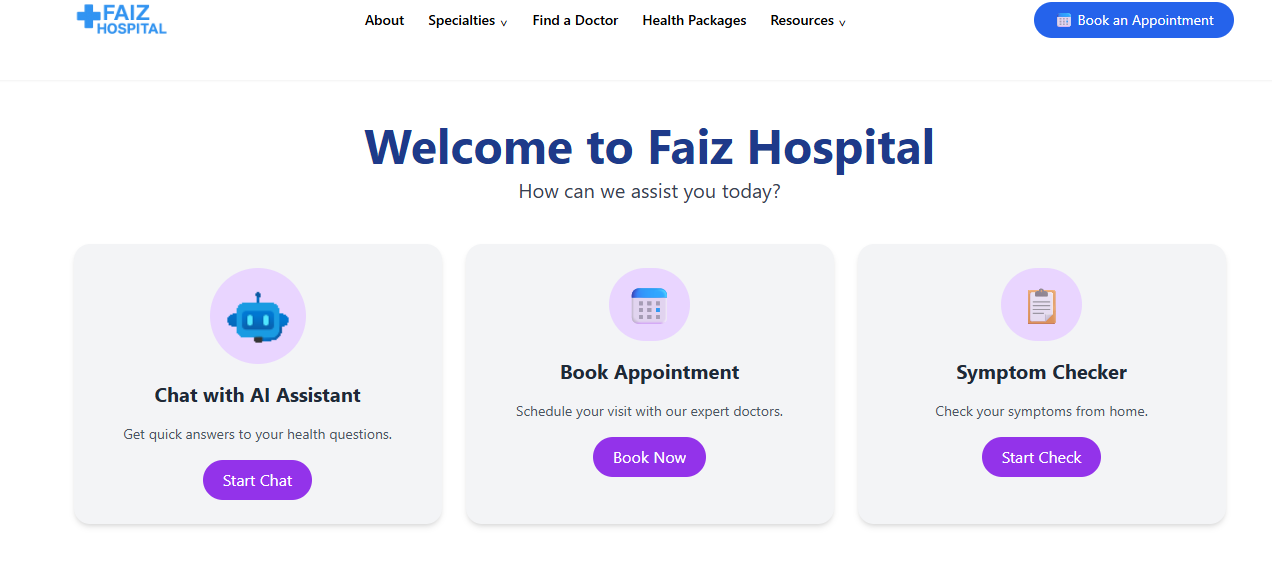 FAIZ
HOSPITAL
About Specialties Find a Doctor Health Packages Resources
Book an Appointment
Welcome to Faiz Hospital
How can we assist you today?
Chat with AI Assistant
Get quick answers to your health questions.
Start Chat
Book Appointment
Schedule your visit with our expert doctors.
Book Now
Symptom Checker
Check your symptoms from home.
Start Check